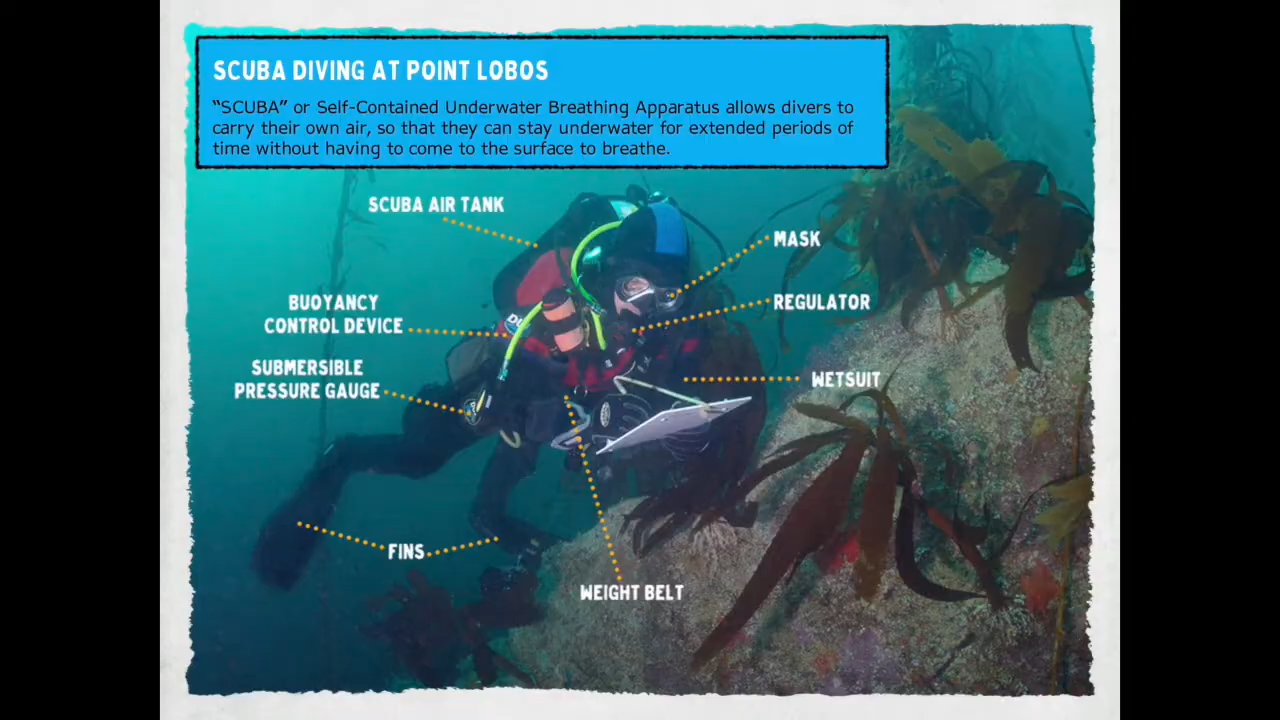 SCUBA DIVING AT POINT LOBOS
"SCUBA" or Self-Contained Underwater Breathing Apparatus allows divers to
carry their own air, so that they can stay underwater for extended periods of
time without having to come to the surface to breathe.
SCUBA AIR TANK
MASK
BUOYANCY
CONTROL DEVICE
REGULATOR
SUBMERSIBLE
PRESSURE GAUGE
WETSUIT
FINS
WEIGHT BELT